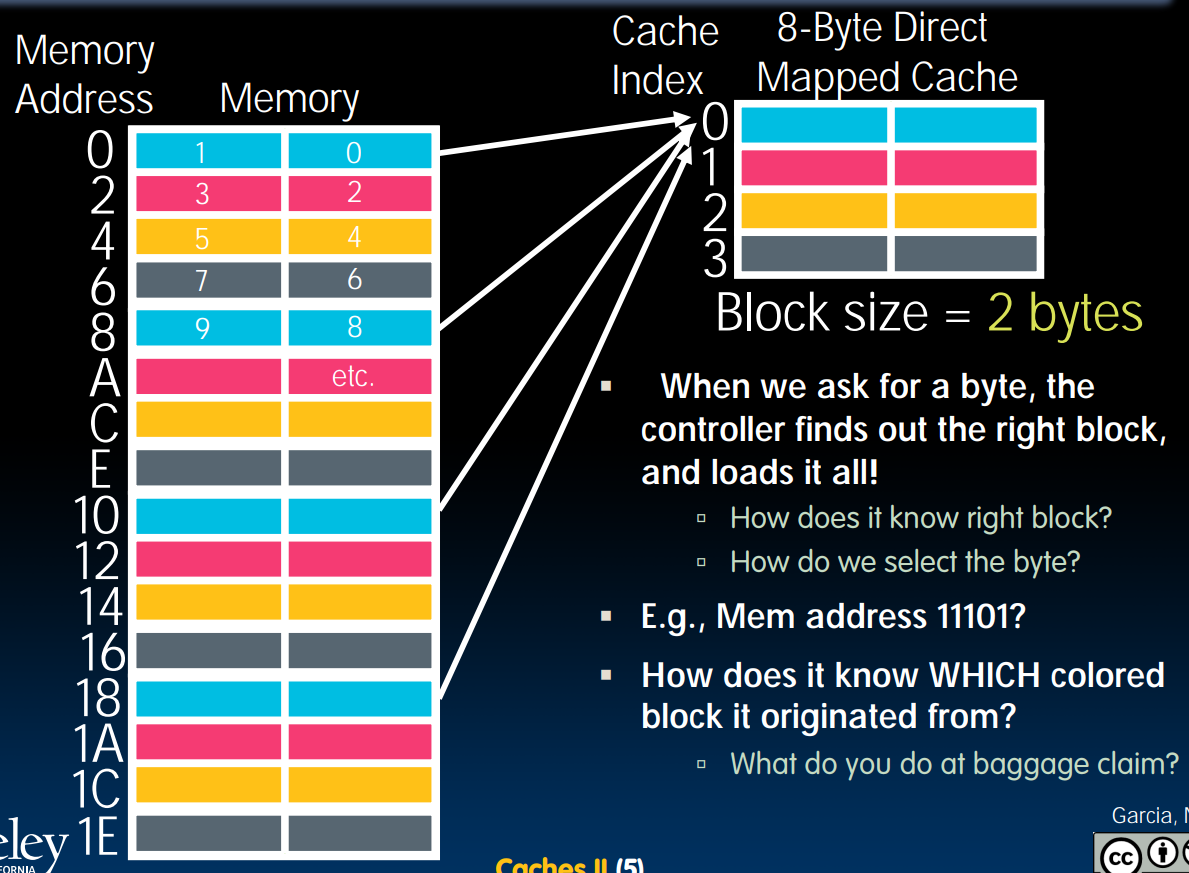 Memory
Address
Memory
0
1 0
2
3 2
4
5 4
6
7 6
8
9 8
A
etc.
C
E
10
12
14
16
18
1A
1C
1E
Cache
Index
8-Byte Direct
Mapped Cache
0
1
2
3
Block size = 2 bytes
When we ask for a byte, the
controller finds out the right block,
and loads it all!
How does it know right block?
How do we select the byte?
E.g., Mem address 11101?
How does it know WHICH colored
block it originated from?
What do you do at baggage claim?
Garcia,
eley
FORNIA
Caches II (5)
cc